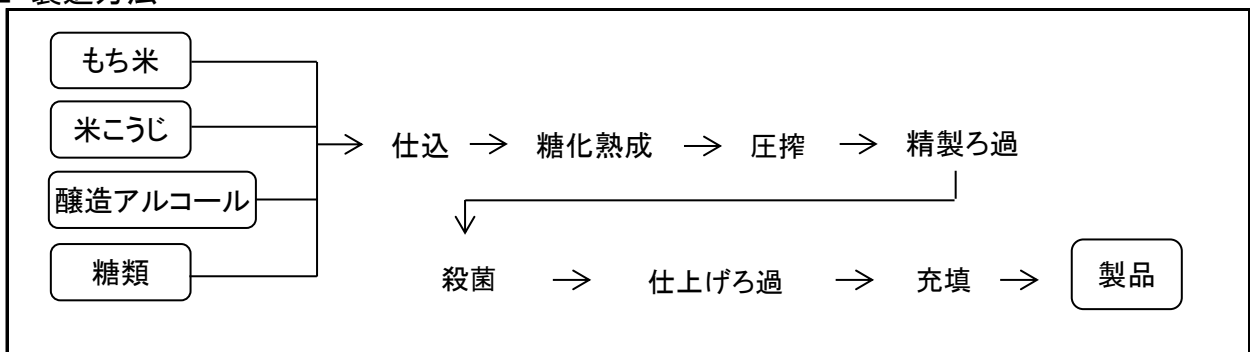 製造方法
もち米
米こうじ
醸造アルコール
糖類
仕込 → 糖化熟成 → 圧搾 → 精製ろ過
殺菌 → 仕上げろ過 → 充填 → 製品